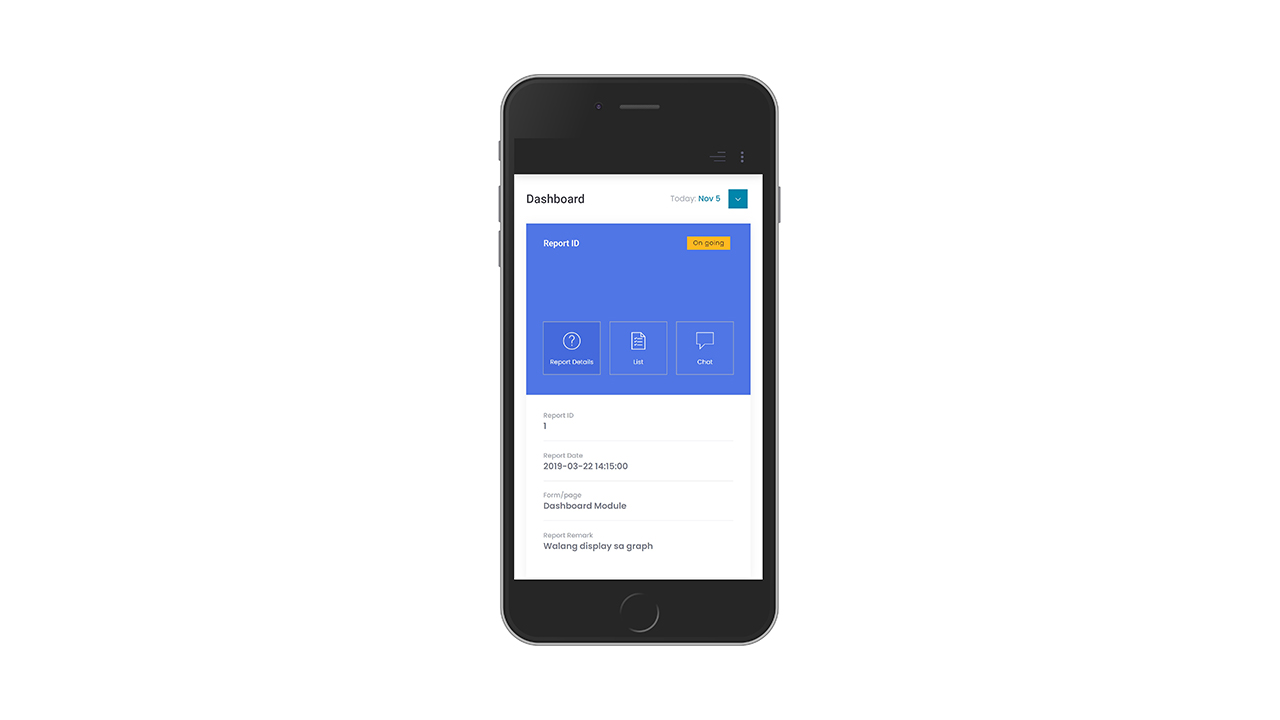 Dashboard
Today: Nov 5
Report ID
On going
Report Details
List
Chat
Report ID
1
Report Date
2019-03-22 14:15:00
Form/page
Dashboard Module
Report Remark
Walang display sa graph